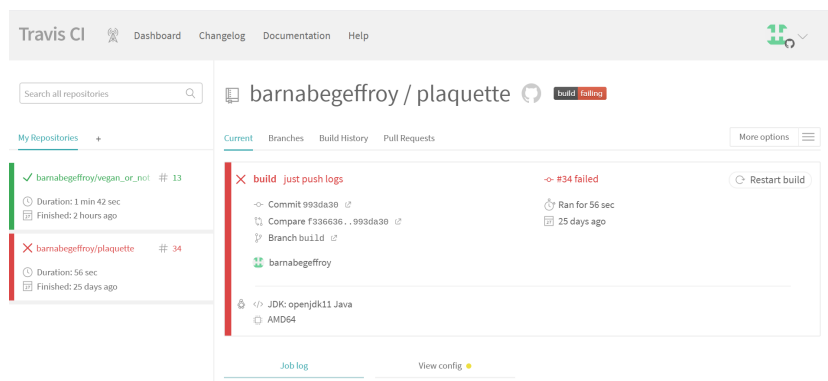 Travis CI Dashboard Changelog Documentation Help
Search all repositories
My Repositories +
barnabegeffroy/vegan_or_not # 13
Duration: 1 min 42 sec
Finished: 2 hours ago
barnabegeffroy/plaquette # 34
Duration: 56 sec
Finished: 25 days ago
barnabegeffroy / plaquette build failing
Current Branches Build History Pull Requests More options
build just push logs #34 failed Restart build
Commit 993da30 Ran for 56 sec
Compare f336636..993da30 25 days ago
Branch build
barnabegeffroy
JDK: openjdk11 Java
AMD64
Job log View config